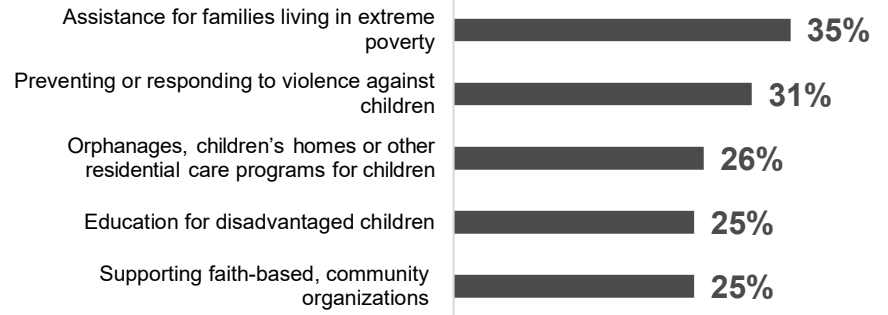 Assistance for families living in extreme
poverty
35%
Preventing or responding to violence against
children
31%
Orphanages, children’s homes or other
residential care programs for children
26%
Education for disadvantaged children
25%
Supporting faith-based, community
organizations
25%